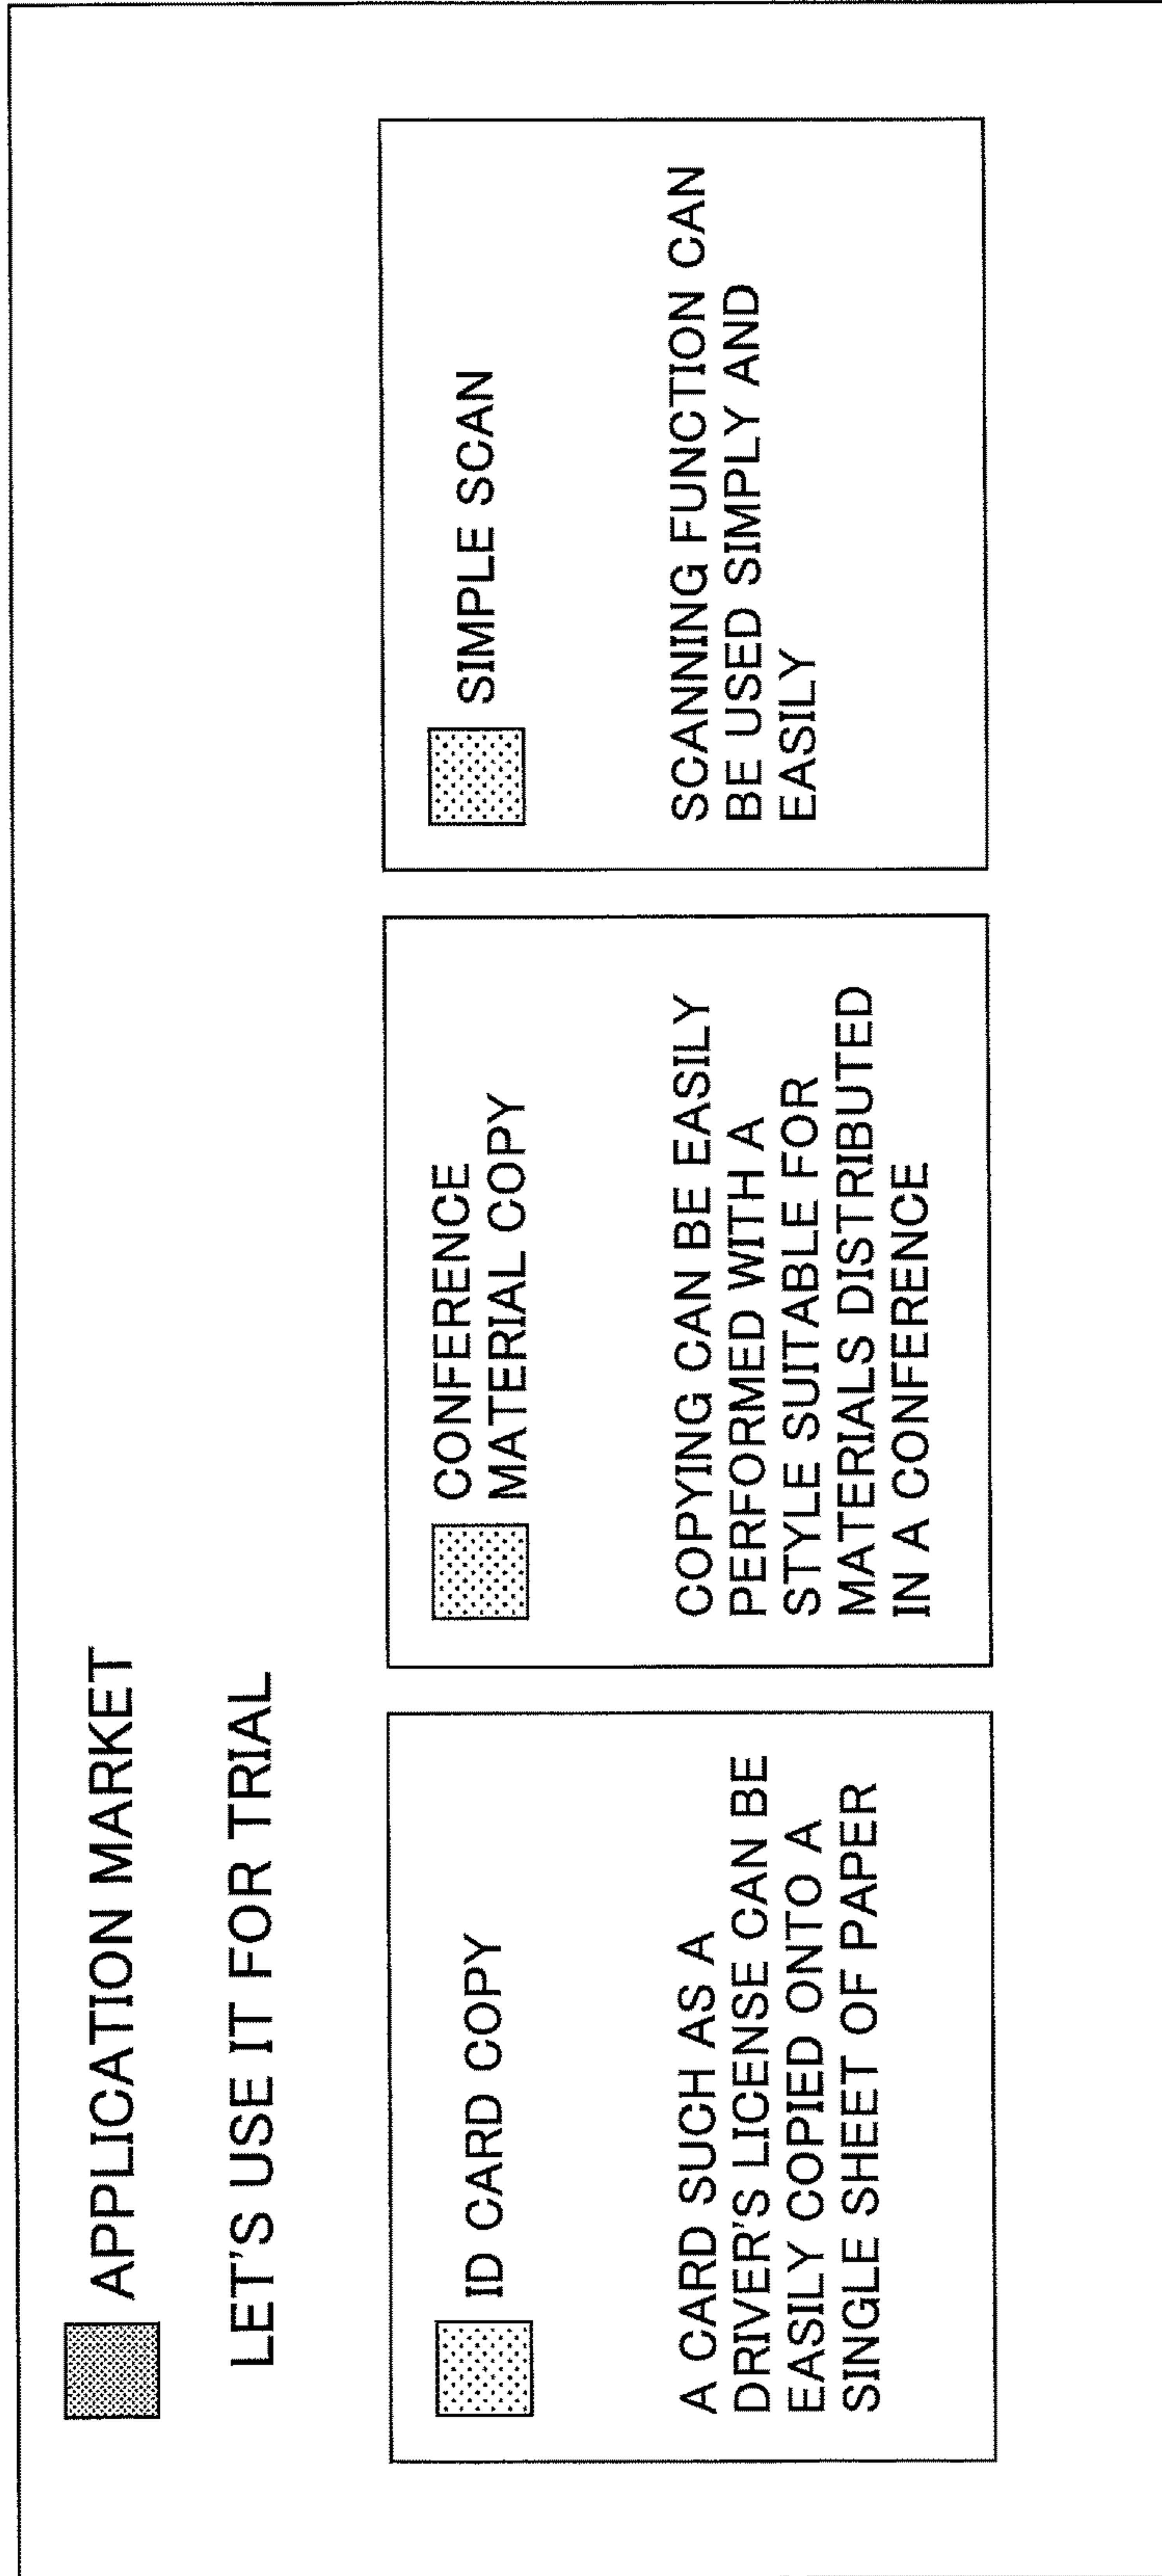 APPLICATION MARKET
LET'S USE IT FOR TRIAL
ID CARD COPY
A CARD SUCH AS A
DRIVER'S LICENSE CAN BE
EASILY COPIED ONTO A
SINGLE SHEET OF PAPER
CONFERENCE
MATERIAL COPY
COPYING CAN BE EASILY
PERFORMED WITH A
STYLE SUITABLE FOR
MATERIALS DISTRIBUTED
IN A CONFERENCE
SIMPLE SCAN
SCANNING FUNCTION CAN
BE USED SIMPLY AND
EASILY